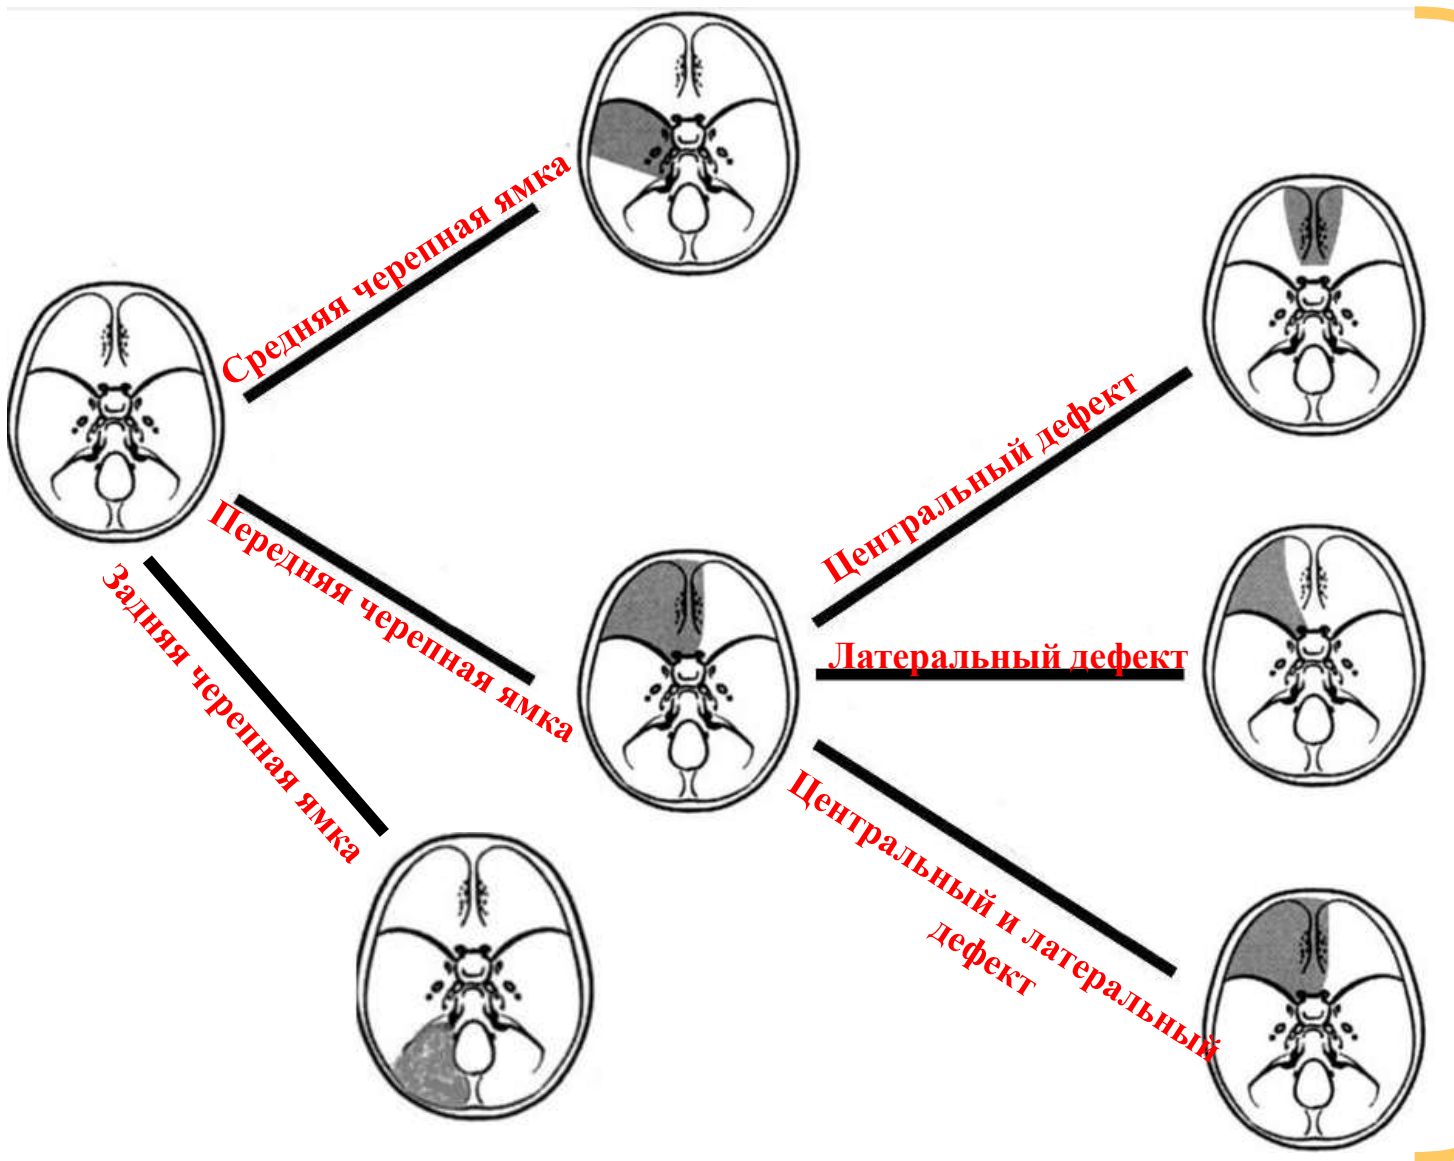 Средняя черепная ямка
Передняя черепная ямка
Задняя черепная ямка
Центральный дефект
Латеральный дефект
Центральный и латеральный
дефект